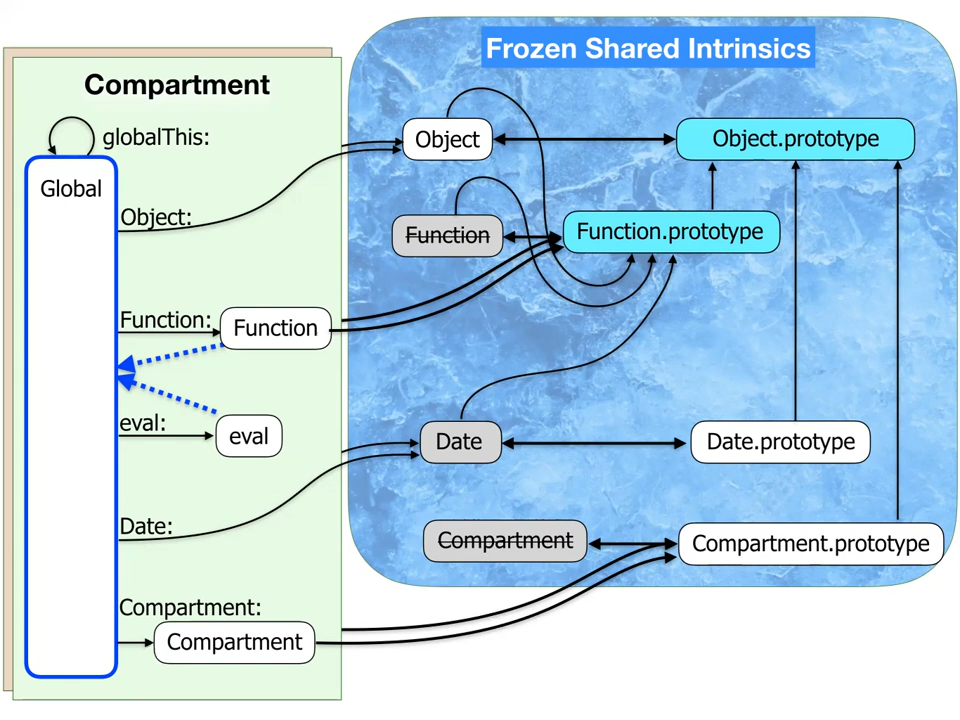 Frozen Shared Intrinsics
Compartment
globalThis:
Global
Object:
Object
Object.prototype
Function
Function.prototype
Function:
Function
eval:
eval
Date
Date.prototype
Date:
Compartment
Compartment.prototype
Compartment:
Compartment